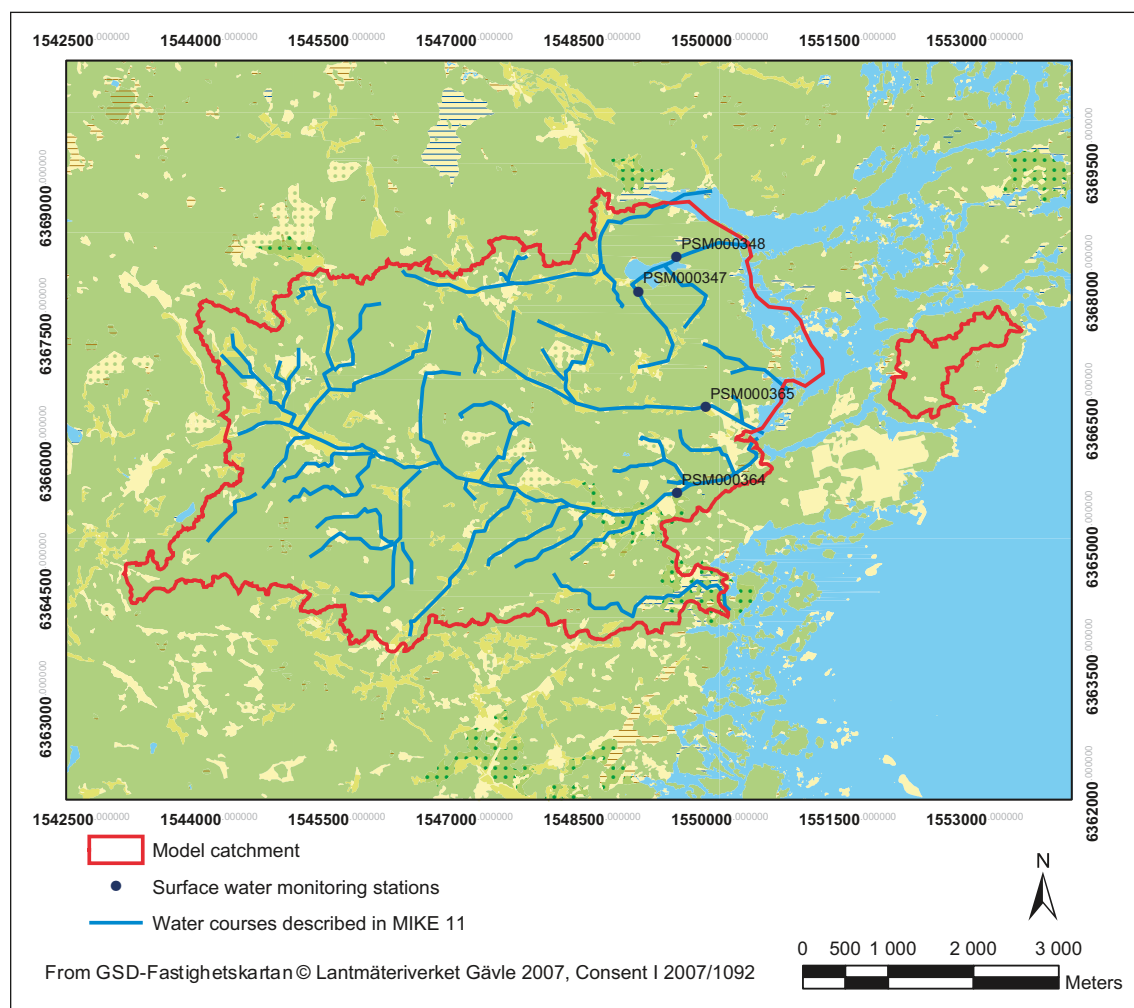 1542500.000000 1544000.000000 1545500.000000 1547000.000000 1548500.000000 1550000.000000 1551500.000000 1553000.000000
6369000.000000
6367500.000000
6366000.000000
6364500.000000
6363000.000000
6369500.000000
6368000.000000
6366500.000000
6365000.000000
6363500.000000
6362000.000000
PSM000348
PSM000347
PSM000365
PSM000364
1542500.000000 1544000.000000 1545500.000000 1547000.000000 1548500.000000 1550000.000000 1551500.000000 1553000.000000
Model catchment
Surface water monitoring stations
Water courses described in MIKE 11
N
From GSD-Fastighetskartan © Lantmäteriverket Gävle 2007, Consent I 2007/1092
0 500 1 000 2 000 3 000
Meters